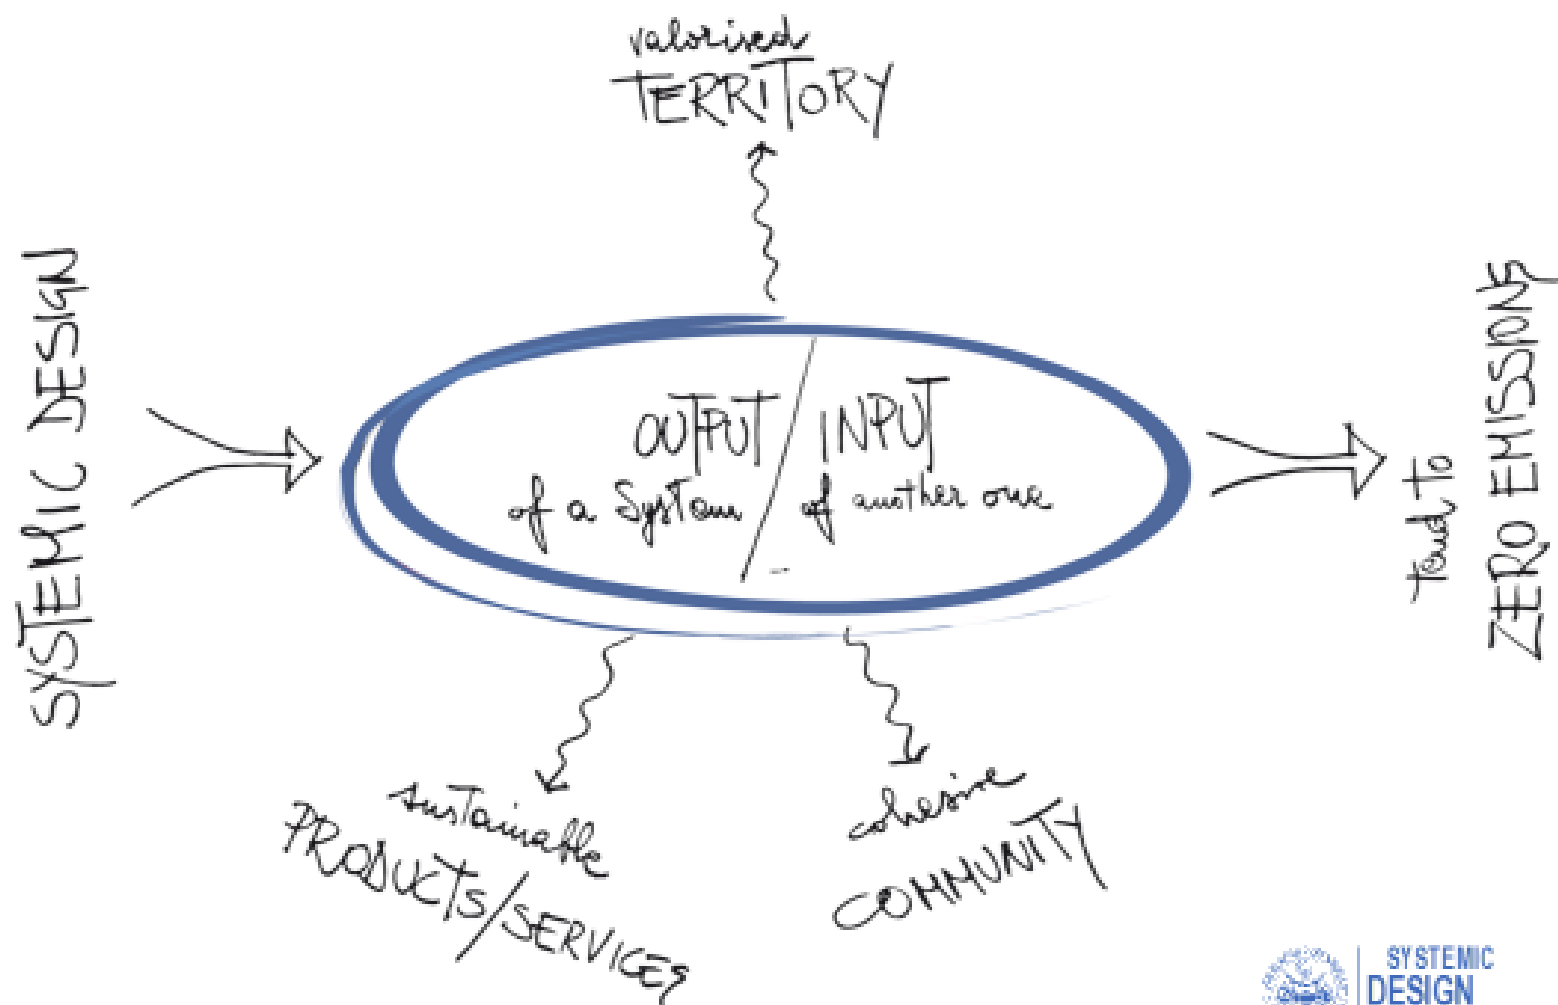 valorised
TERRITORY
SYSTEMIC DESIGN
OUTPUT / INPUT
of a System / of another one
tend to
ZERO EMISSIONS
sustainable
PRODUCTS/SERVICES
cohesive
COMMUNITY
SYSTEMIC
DESIGN